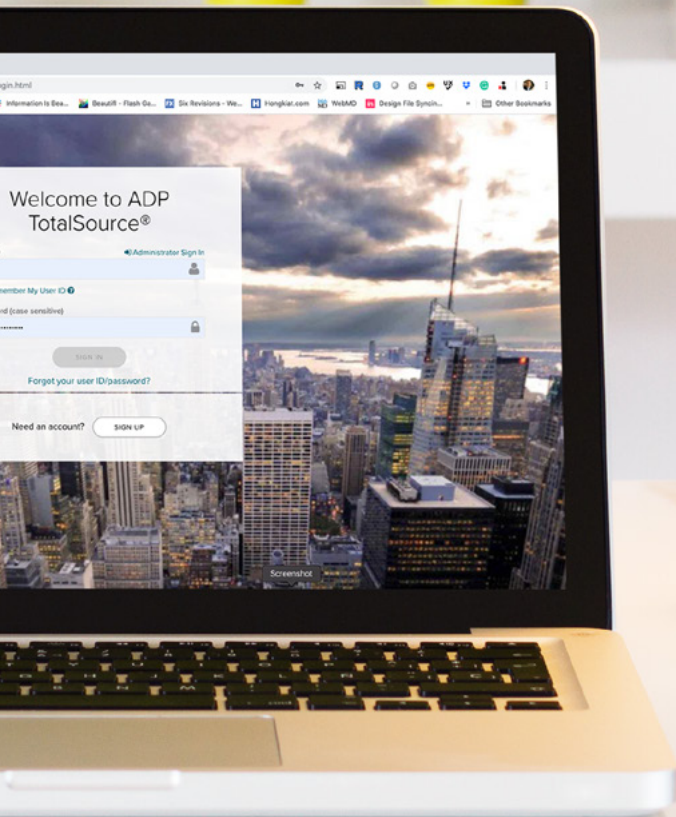 gin.html
Information Is Bea... Beautifl - Flash Ga... Six Revisions - We... Hongkiat.com WebMD Design File Syncin... » Other Bookmarks
Welcome to ADP
TotalSource®
Administrator Sign In
member My User ID
rd (case sensitive)
SIGN IN
Forgot your user ID/password?
Need an account? SIGN UP
Screenshot